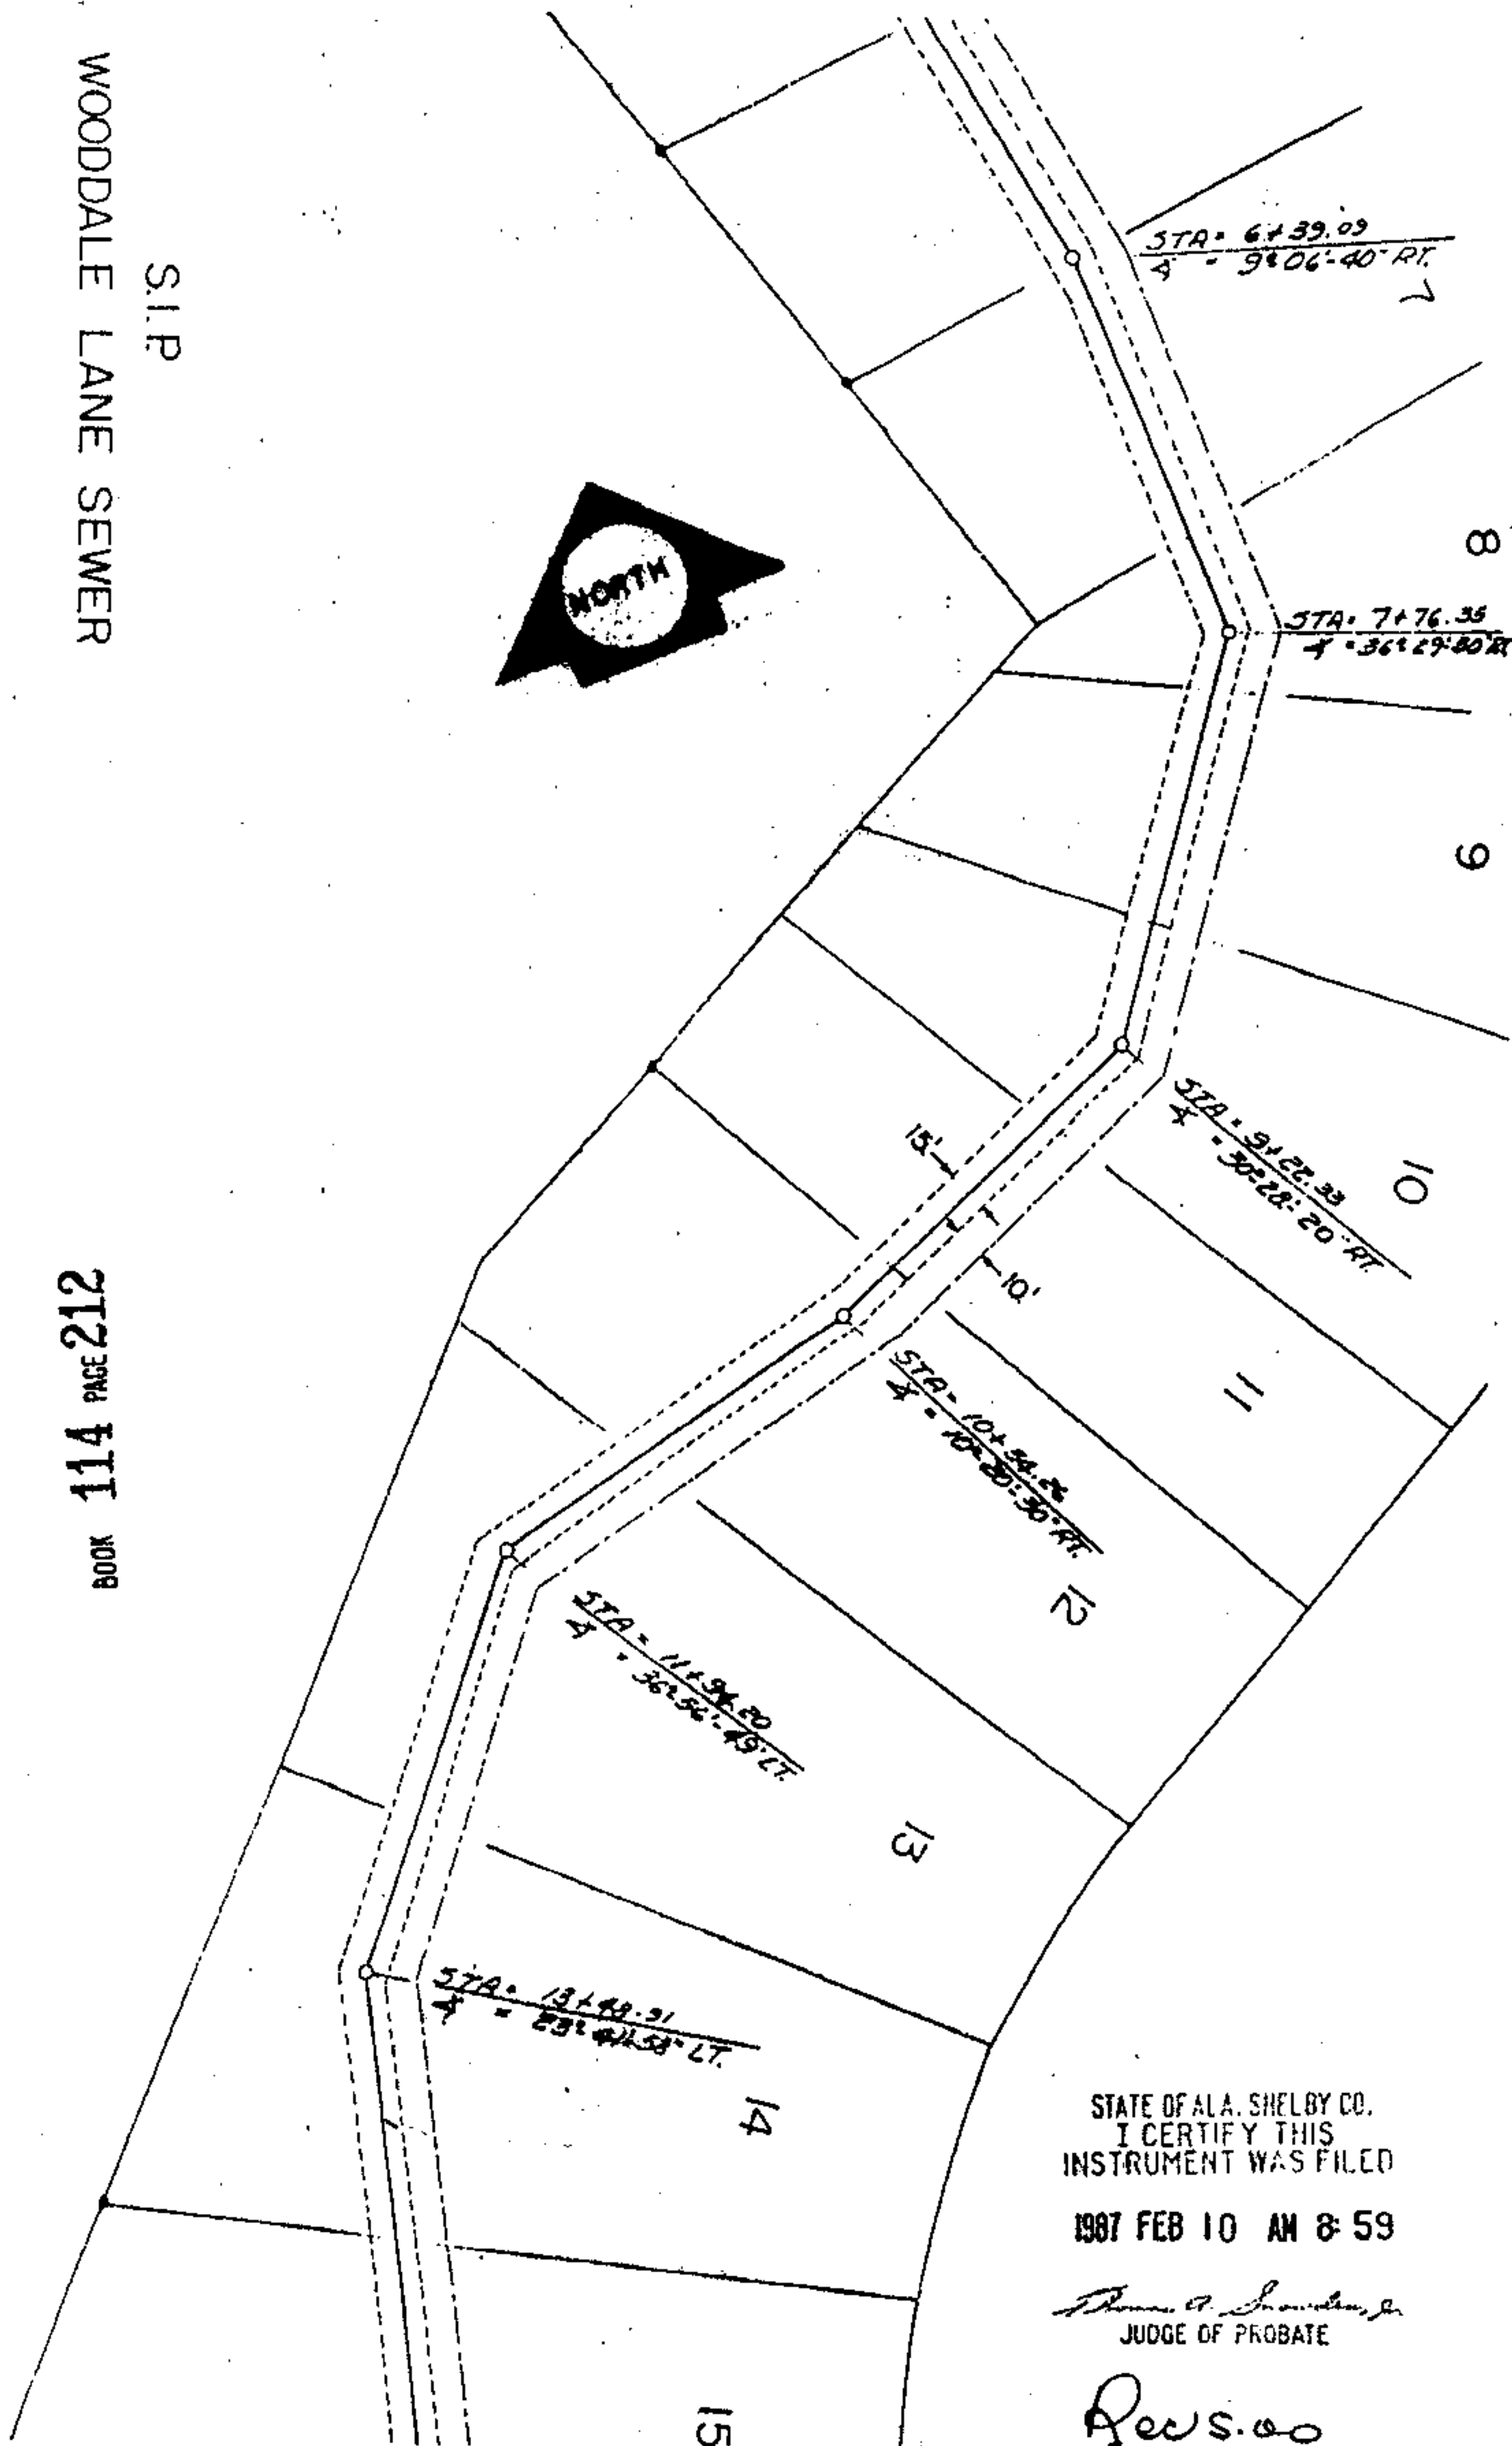 S.I.P.
WOODDALE LANE SEWER
NORTH
STA = 6+39.09
∡ = 9°-06'-40" RT.
7
8
STA = 7+76.35
9
STA = 9+22.33
∡ = 30°-28'-20" RT.
10
15'
10'
11
STA = 10+54.26
∡ = 10°-20'-30" RT.
12
STA = 11+94.20
∡ = 36°-56'-49" LT.
13
STA = 13+48.91
14
15
BOOK 114 PAGE 212
STATE OF ALA. SHELBY CO.
I CERTIFY THIS
INSTRUMENT WAS FILED
1987 FEB 10 AM 8:59
Thomas A. Snowden, Jr.
JUDGE OF PROBATE
Rec 5.00